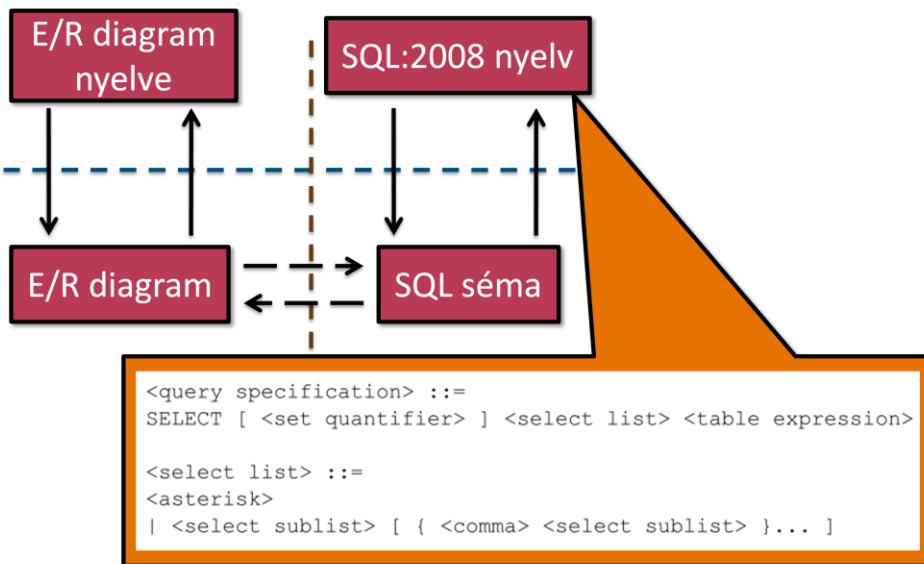 E/R diagram
nyelve
SQL:2008 nyelv
E/R diagram
SQL séma
<query specification> ::=
SELECT [ <set quantifier> ] <select list> <table expression>
<select list> ::=
<asterisk>
| <select sublist> [ { <comma> <select sublist> }... ]